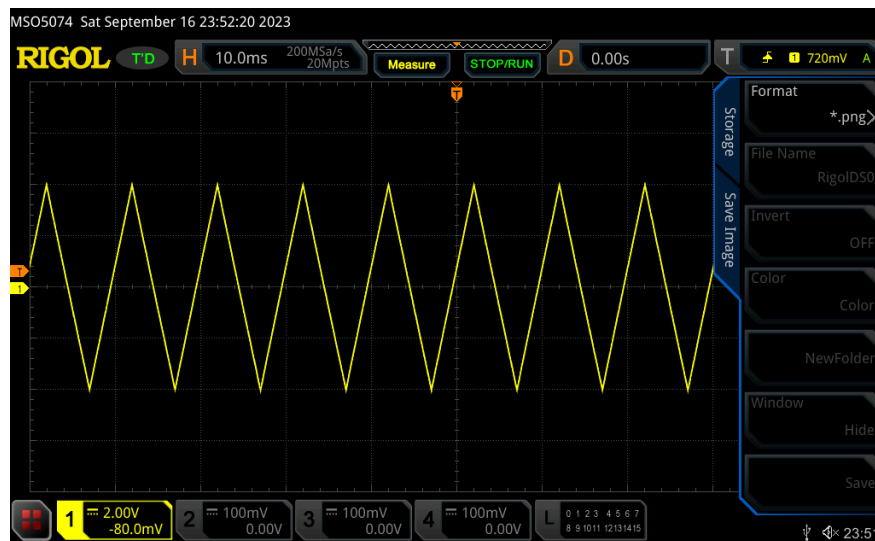 MSO5074 Sat September 16 23:52:20 2023
RIGOL T'D H 10.0ms 200MSa/s 20Mpts Measure STOP/RUN D 0.00s T 1 720mV A
T
Storage
Save Image
Format
*.png
File Name
RigolDS0
Invert
OFF
Color
Color
NewFolder
Window
Hide
Save
T
1
1 2.00V -80.0mV
2 100mV 0.00V
3 100mV 0.00V
4 100mV 0.00V
L 0 1 2 3 4 5 6 7
8 9 10 11 12 13 14 15
23:51